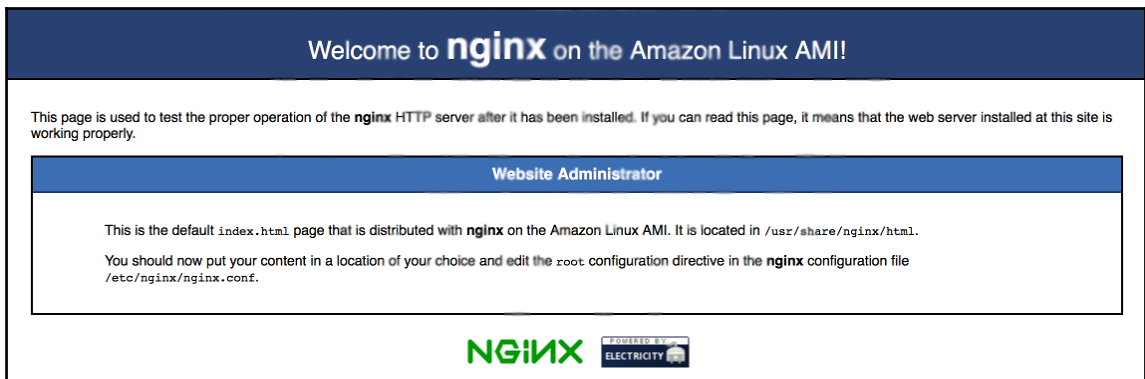 Welcome to nginx on the Amazon Linux AMI!
This page is used to test the proper operation of the nginx HTTP server after it has been installed. If you can read this page, it means that the web server installed at this site is
working properly.
Website Administrator
This is the default index.html page that is distributed with nginx on the Amazon Linux AMI. It is located in /usr/share/nginx/html.
You should now put your content in a location of your choice and edit the root configuration directive in the nginx configuration file
/etc/nginx/nginx.conf.
NGINX
POWERED BY
ELECTRICITY